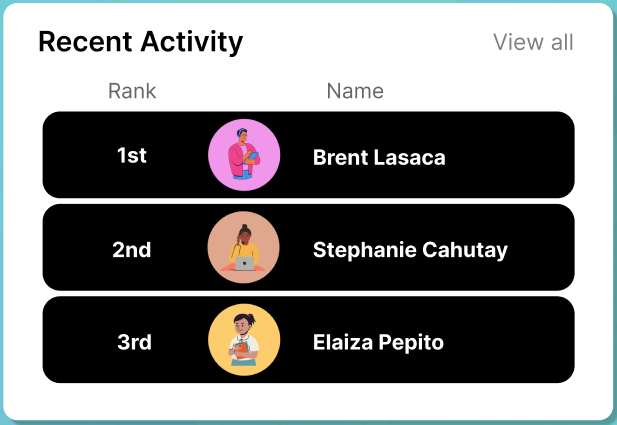 Recent Activity View all
Rank Name
1st Brent Lasaca
2nd Stephanie Cahutay
3rd Elaiza Pepito